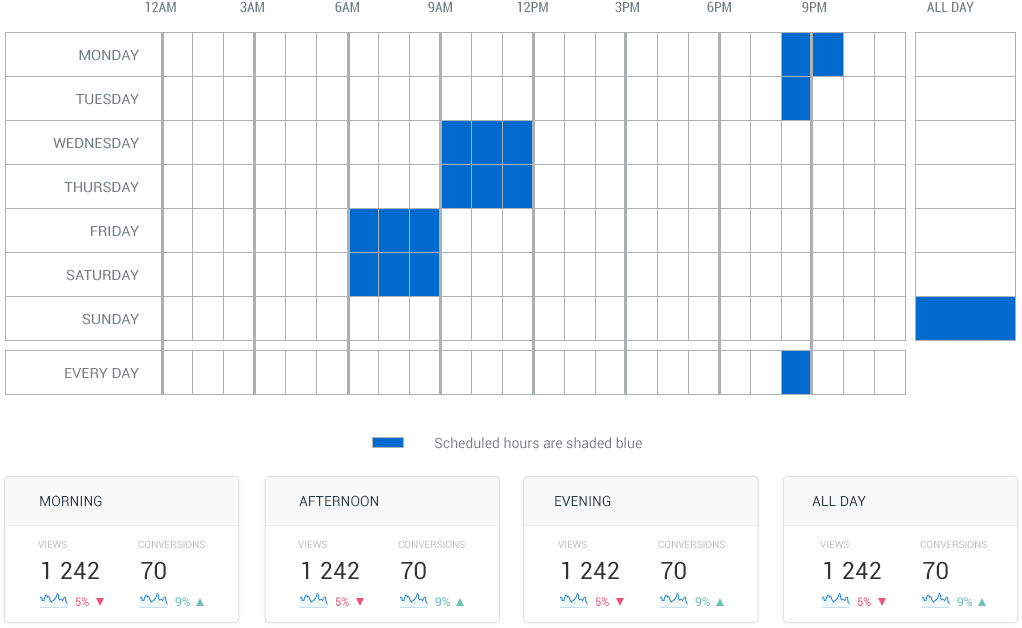 12AM 3AM 6AM 9AM 12PM 3PM 6PM 9PM ALL DAY
MONDAY
TUESDAY
WEDNESDAY
THURSDAY
FRIDAY
SATURDAY
SUNDAY
EVERY DAY
Scheduled hours are shaded blue
MORNING AFTERNOON EVENING ALL DAY
VIEWS CONVERSIONS VIEWS CONVERSIONS VIEWS CONVERSIONS VIEWS CONVERSIONS
1 242 70 1 242 70 1 242 70 1 242 70
5% ▼ 9% ▲ 5% ▼ 9% ▲ 5% ▼ 9% ▲ 5% ▼ 9% ▲